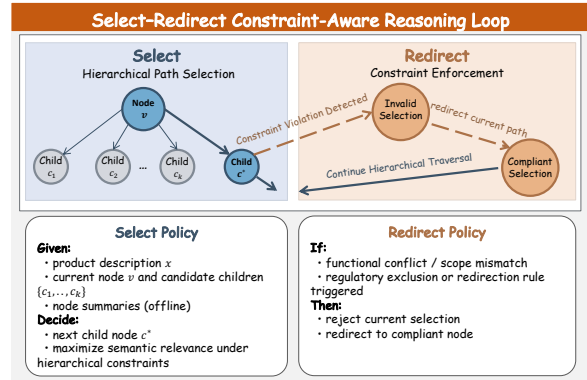 Select–Redirect Constraint-Aware Reasoning Loop
Select
Hierarchical Path Selection
Node
v
Child
c₁
Child
c₂
...
Child
cₖ
Child
c*
Redirect
Constraint Enforcement
Constraint Violation Detected
Invalid
Selection
redirect current path
Compliant
Selection
Continue Hierarchical Traversal
Select Policy
Given:
• product description x
• current node v and candidate children
{c₁,..,cₖ}
• node summaries (offline)
Decide:
• next child node c*
• maximize semantic relevance under
hierarchical constraints
Redirect Policy
If:
• functional conflict / scope mismatch
• regulatory exclusion or redirection rule
triggered
Then:
• reject current selection
• redirect to compliant node